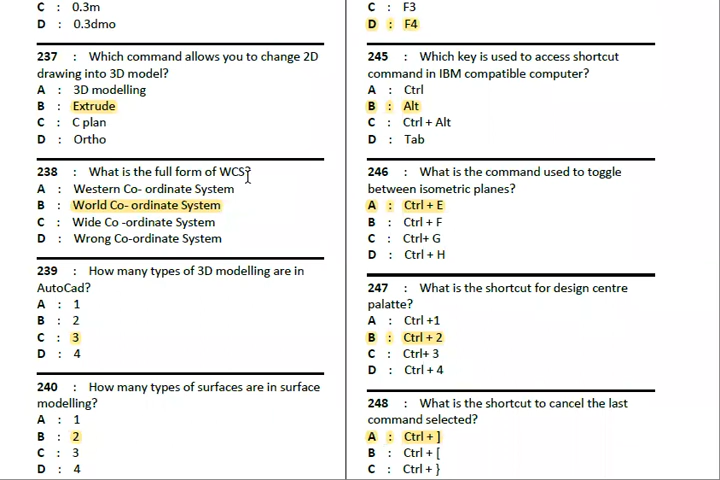 C : 0.3m
D : 0.3dmo
237 : Which command allows you to change 2D
drawing into 3D model?
A : 3D modelling
B : Extrude
C : C plan
D : Ortho
238 : What is the full form of WCS?
A : Western Co- ordinate System
B : World Co- ordinate System
C : Wide Co -ordinate System
D : Wrong Co-ordinate System
239 : How many types of 3D modelling are in
AutoCad?
A : 1
B : 2
C : 3
D : 4
240 : How many types of surfaces are in surface
modelling?
A : 1
B : 2
C : 3
D : 4
C : F3
D : F4
245 : Which key is used to access shortcut
command in IBM compatible computer?
A : Ctrl
B : Alt
C : Ctrl + Alt
D : Tab
246 : What is the command used to toggle
between isometric planes?
A : Ctrl + E
B : Ctrl + F
C : Ctrl+ G
D : Ctrl + H
247 : What is the shortcut for design centre
palatte?
A : Ctrl +1
B : Ctrl + 2
C : Ctrl+ 3
D : Ctrl + 4
248 : What is the shortcut to cancel the last
command selected?
A : Ctrl + ]
B : Ctrl + [
C : Ctrl + }